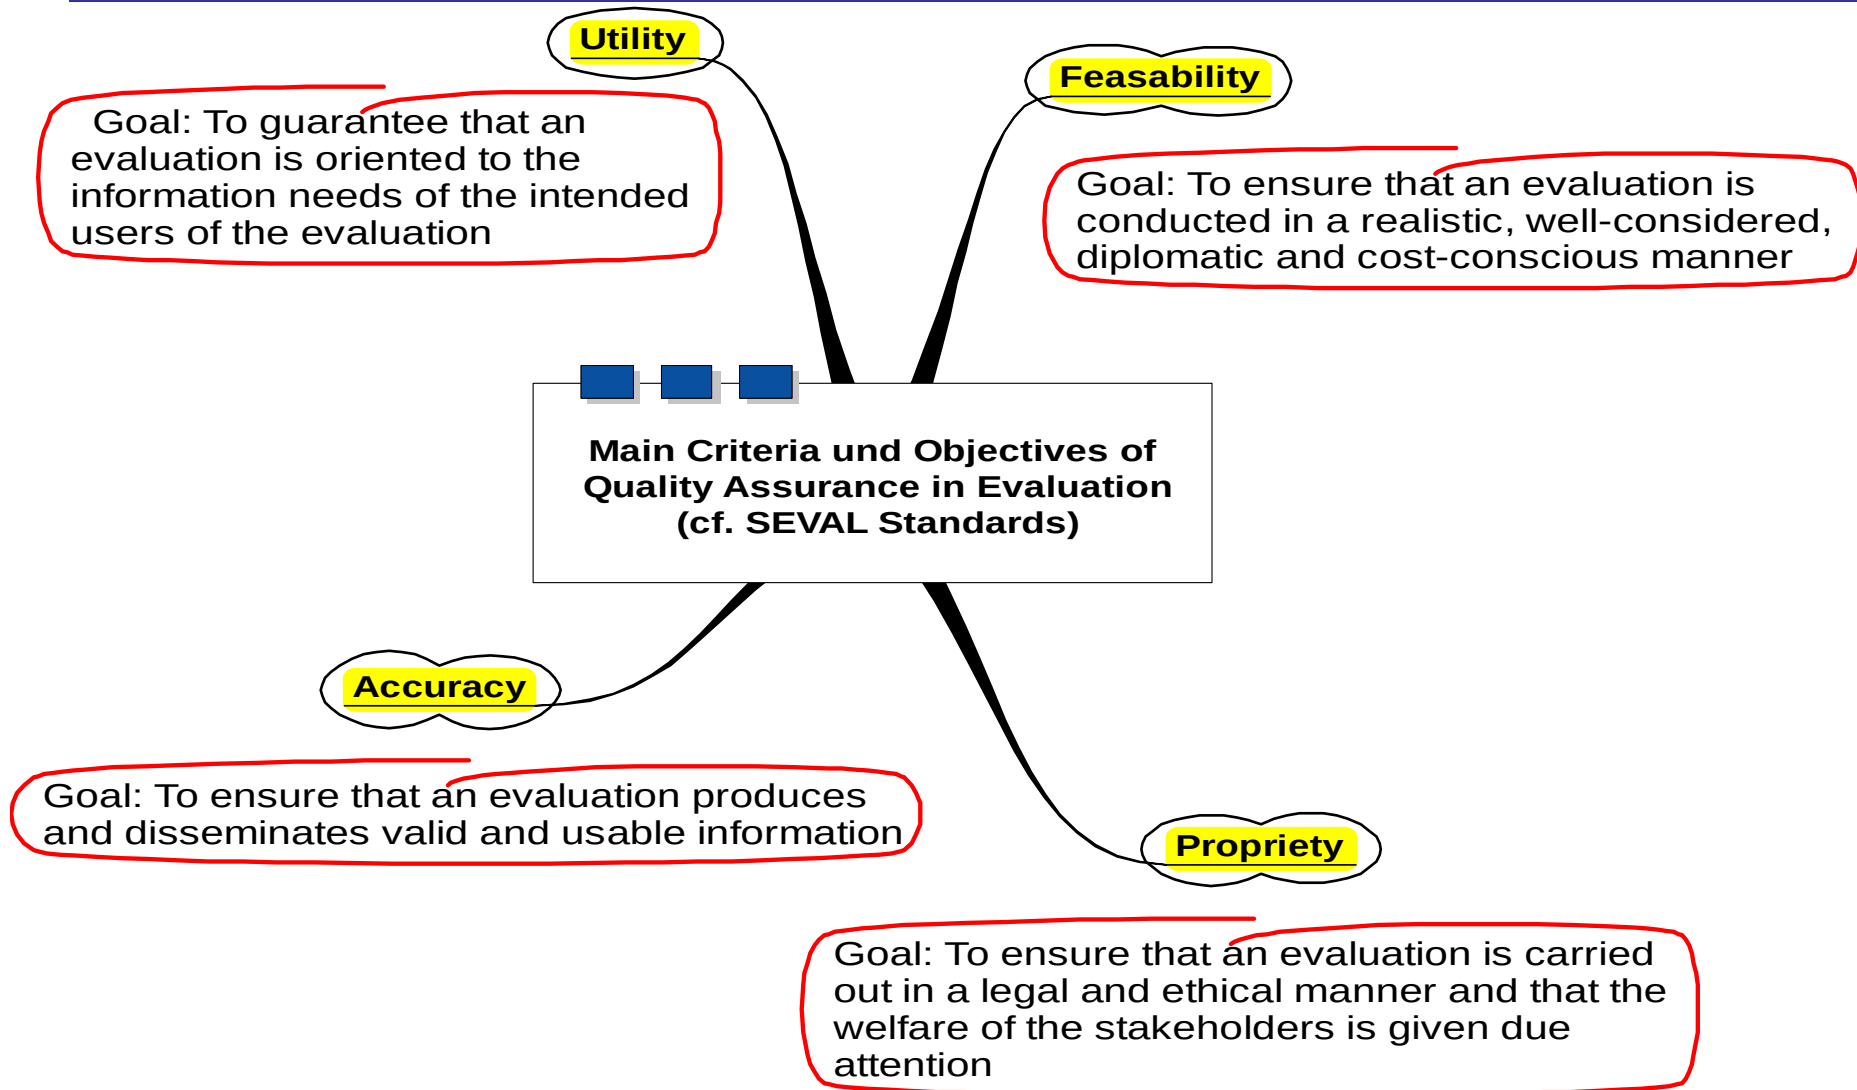 Utility
Goal: To guarantee that an
evaluation is oriented to the
information needs of the intended
users of the evaluation
Feasability
Goal: To ensure that an evaluation is
conducted in a realistic, well-considered,
diplomatic and cost-conscious manner
Main Criteria und Objectives of
Quality Assurance in Evaluation
(cf. SEVAL Standards)
Accuracy
Goal: To ensure that an evaluation produces
and disseminates valid and usable information
Propriety
Goal: To ensure that an evaluation is carried
out in a legal and ethical manner and that the
welfare of the stakeholders is given due
attention